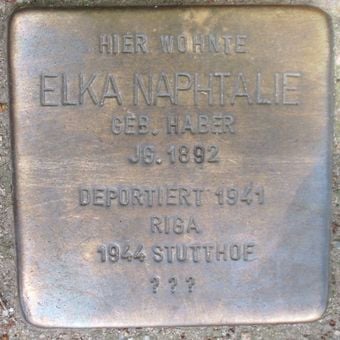 HIER WOHNTE
ELKA NAPHTALIE
GEB. HABER
JG. 1892
DEPORTIERT 1941
RIGA
1944 STUTTHOF
? ? ?